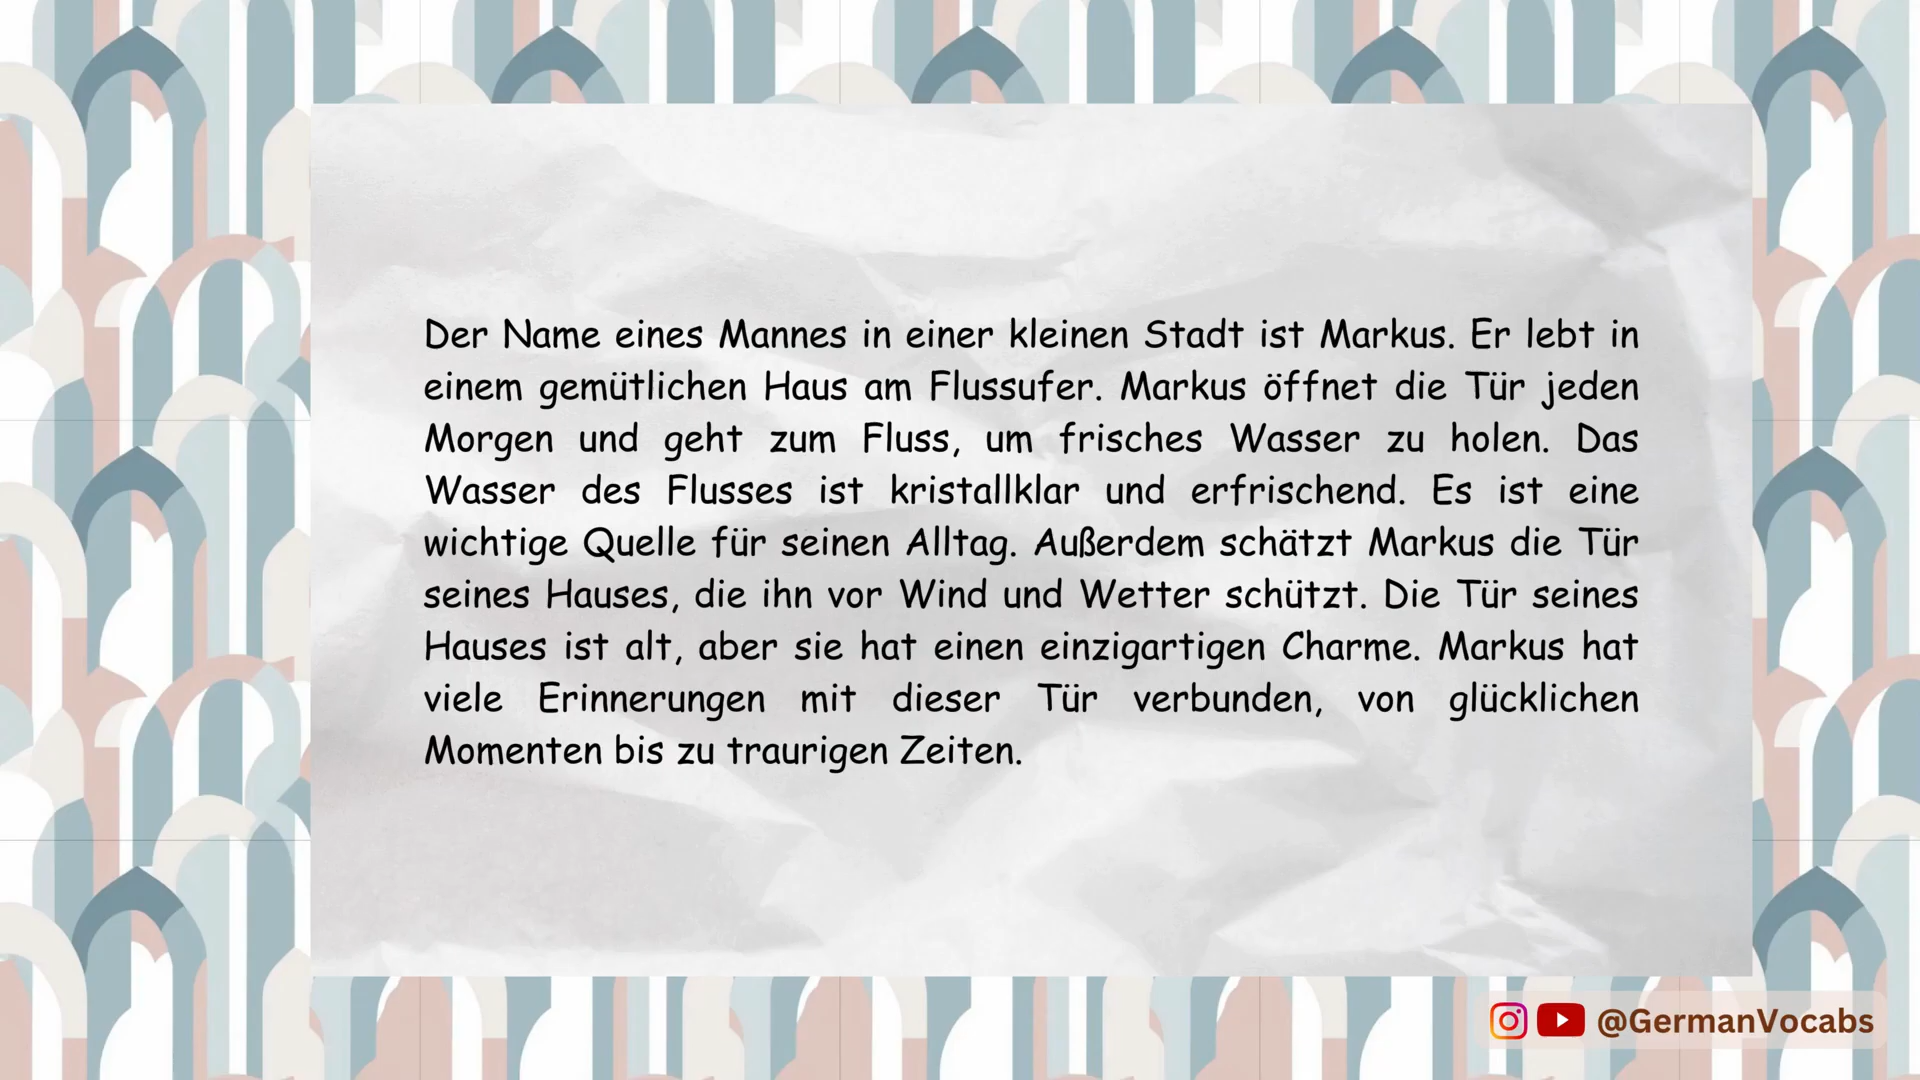 Der Name eines Mannes in einer kleinen Stadt ist Markus. Er lebt in
einem gemütlichen Haus am Flussufer. Markus öffnet die Tür jeden
Morgen und geht zum Fluss, um frisches Wasser zu holen. Das
Wasser des Flusses ist kristallklar und erfrischend. Es ist eine
wichtige Quelle für seinen Alltag. Außerdem schätzt Markus die Tür
seines Hauses, die ihn vor Wind und Wetter schützt. Die Tür seines
Hauses ist alt, aber sie hat einen einzigartigen Charme. Markus hat
viele Erinnerungen mit dieser Tür verbunden, von glücklichen
Momenten bis zu traurigen Zeiten.
@GermanVocabs